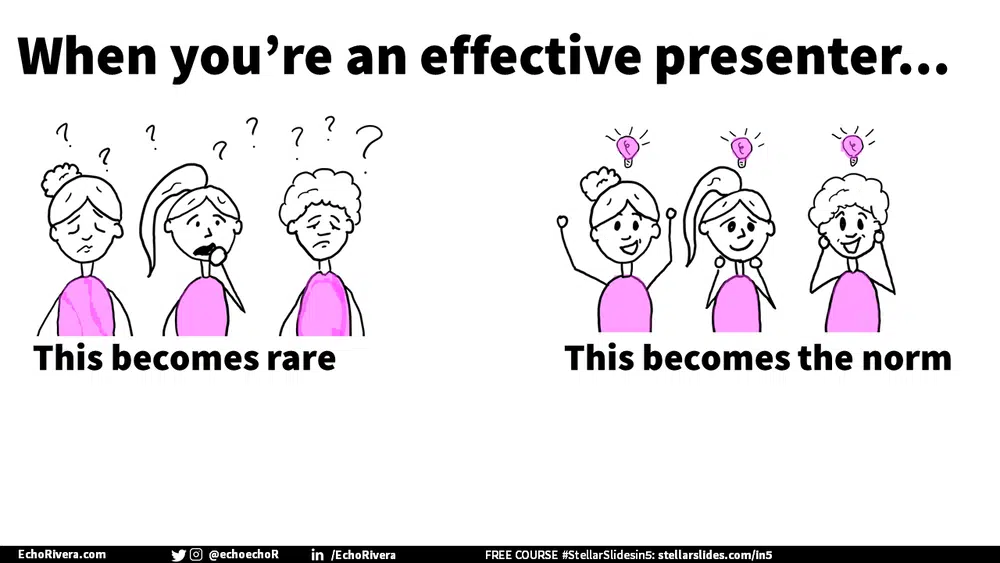 When you’re an effective presenter...
? ? ? ? ? ? ? ?
This becomes rare
This becomes the norm
EchoRivera.com @echoechoR in /EchoRivera FREE COURSE #StellarSlidesin5: stellarslides.com/in5